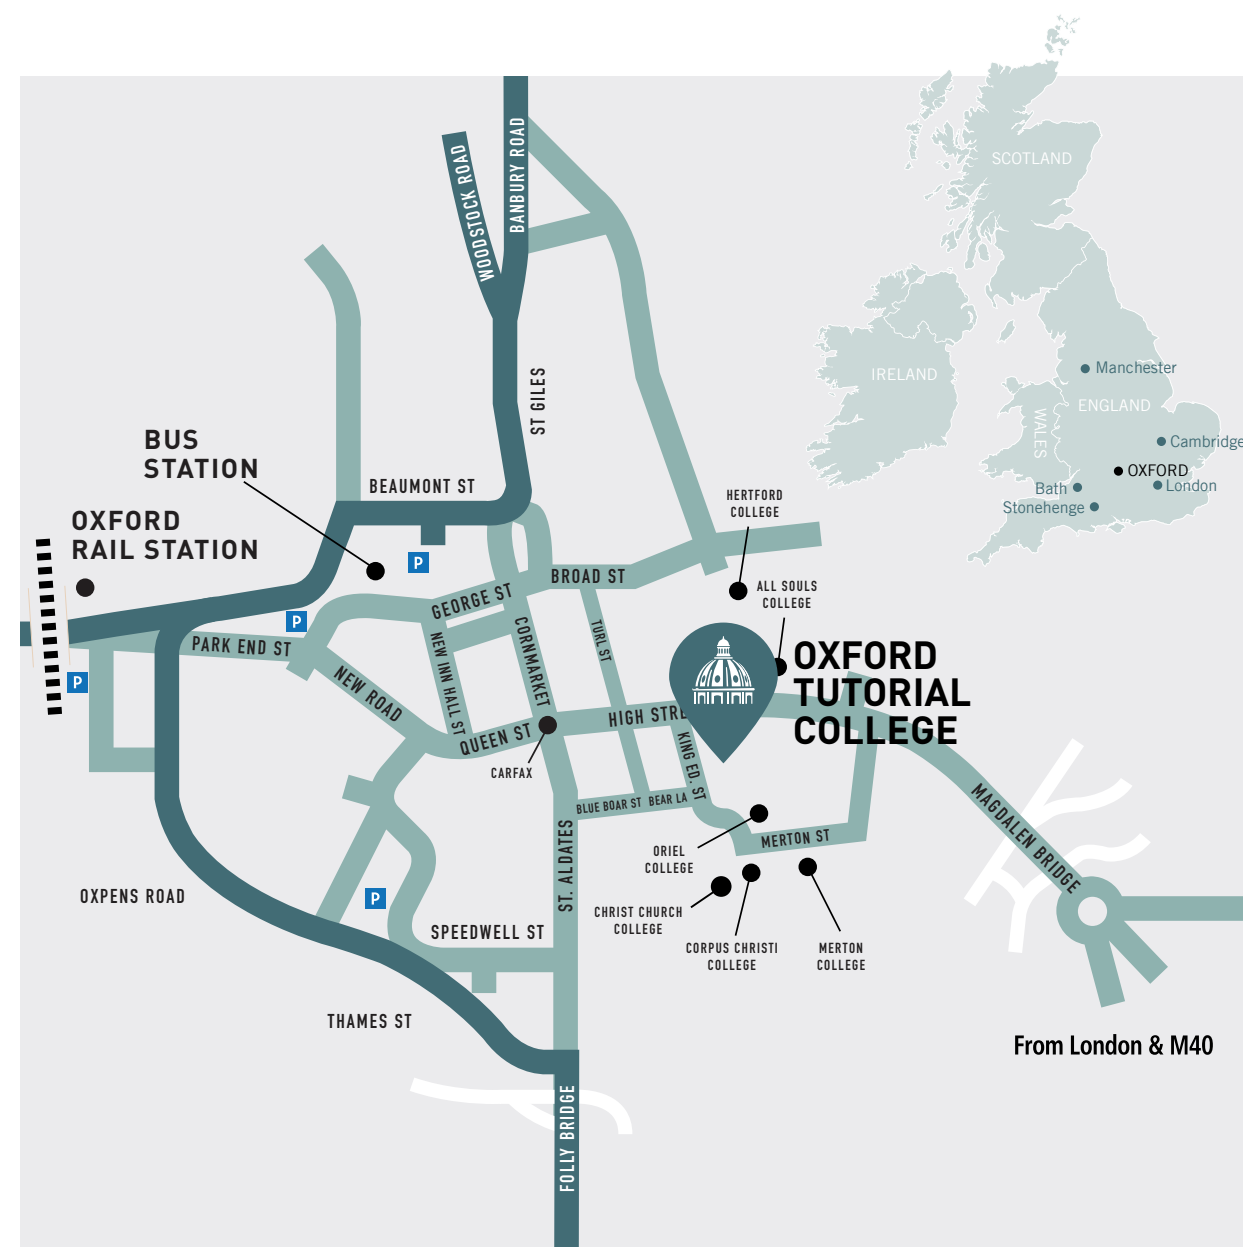 SCOTLAND
IRELAND
Manchester
ENGLAND
WALES
Cambridge
OXFORD
London
Bath
Stonehenge
WOODSTOCK ROAD
BANBURY ROAD
ST GILES
BUS
STATION
BEAUMONT ST
OXFORD
RAIL STATION
P
P
P
P
HERTFORD
COLLEGE
ALL SOULS
COLLEGE
BROAD ST
GEORGE ST
PARK END ST
NEW ROAD
NEW INN HALL ST
CORNMARKET
TURL ST
OXFORD
TUTORIAL
COLLEGE
HIGH STRE
QUEEN ST
CARFAX
KING ED. ST
BLUE BOAR ST
BEAR LA
MERTON ST
ORIEL
COLLEGE
MAGDALEN BRIDGE
ST. ALDATES
OXPENS ROAD
CHRIST CHURCH
COLLEGE
CORPUS CHRISTI
COLLEGE
MERTON
COLLEGE
SPEEDWELL ST
THAMES ST
From London & M40
FOLLY BRIDGE